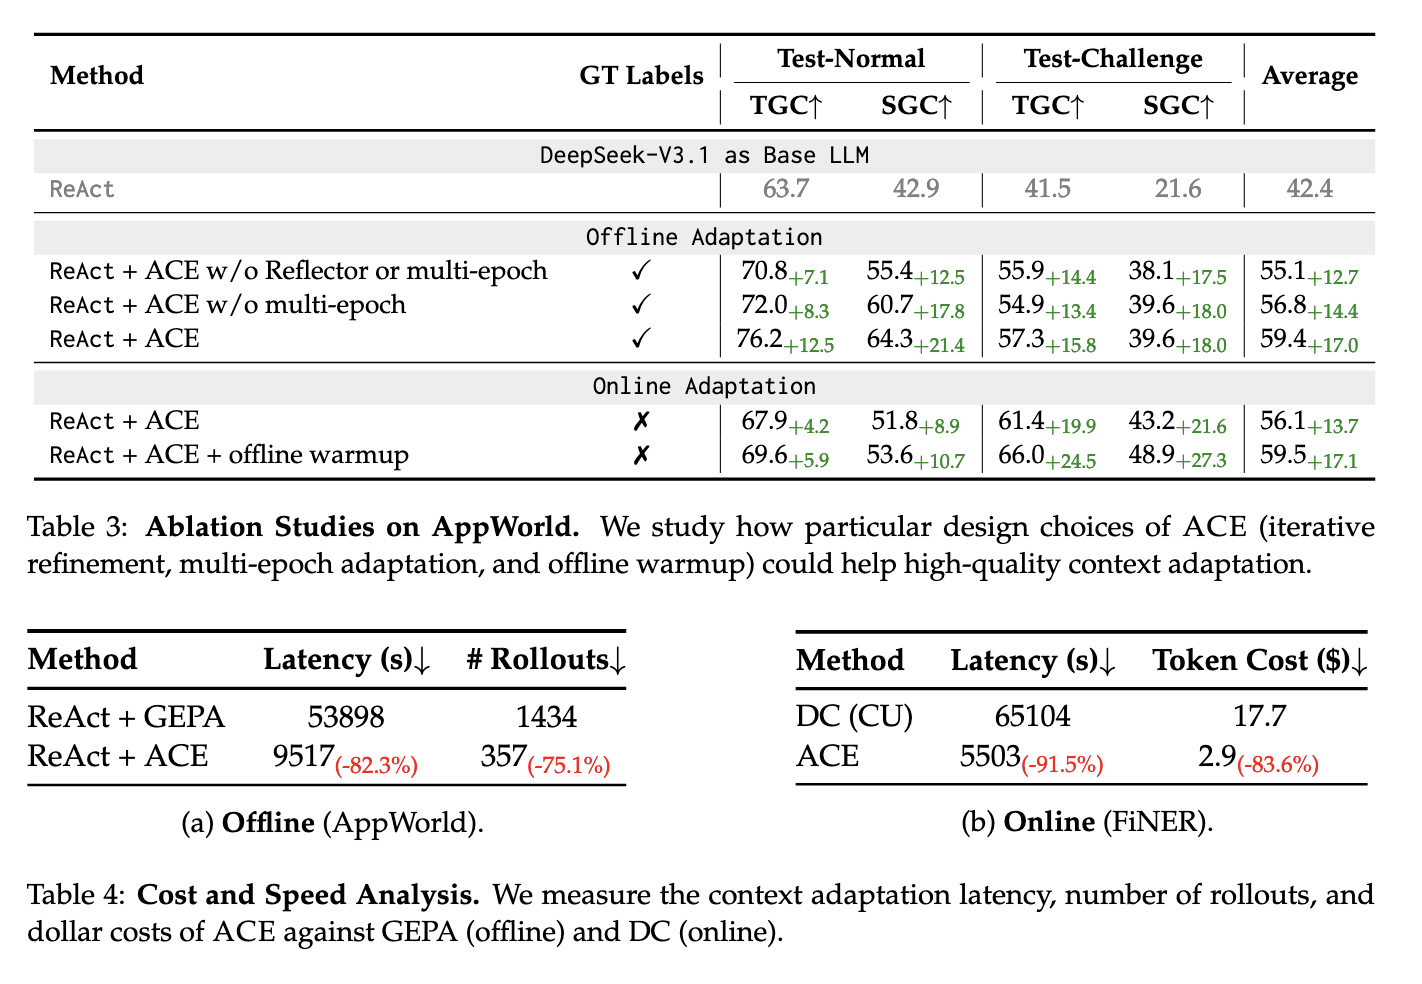 Method GT Labels Test-Normal Test-Challenge Average
TGC↑ SGC↑ TGC↑ SGC↑
DeepSeek-V3.1 as Base LLM
ReAct 63.7 42.9 41.5 21.6 42.4
Offline Adaptation
ReAct + ACE w/o Reflector or multi-epoch ✓ 70.8+7.1 55.4+12.5 55.9+14.4 38.1+17.5 55.1+12.7
ReAct + ACE w/o multi-epoch ✓ 72.0+8.3 60.7+17.8 54.9+13.4 39.6+18.0 56.8+14.4
ReAct + ACE ✓ 76.2+12.5 64.3+21.4 57.3+15.8 39.6+18.0 59.4+17.0
Online Adaptation
ReAct + ACE ✗ 67.9+4.2 51.8+8.9 61.4+19.9 43.2+21.6 56.1+13.7
ReAct + ACE + offline warmup ✗ 69.6+5.9 53.6+10.7 66.0+24.5 48.9+27.3 59.5+17.1
Table 3: Ablation Studies on AppWorld. We study how particular design choices of ACE (iterative
refinement, multi-epoch adaptation, and offline warmup) could help high-quality context adaptation.
Method Latency (s)↓ # Rollouts↓
ReAct + GEPA 53898 1434
ReAct + ACE 9517(-82.3%) 357(-75.1%)
(a) Offline (AppWorld).
Method Latency (s)↓ Token Cost ($)↓
DC (CU) 65104 17.7
ACE 5503(-91.5%) 2.9(-83.6%)
(b) Online (FiNER).
Table 4: Cost and Speed Analysis. We measure the context adaptation latency, number of rollouts, and
dollar costs of ACE against GEPA (offline) and DC (online).